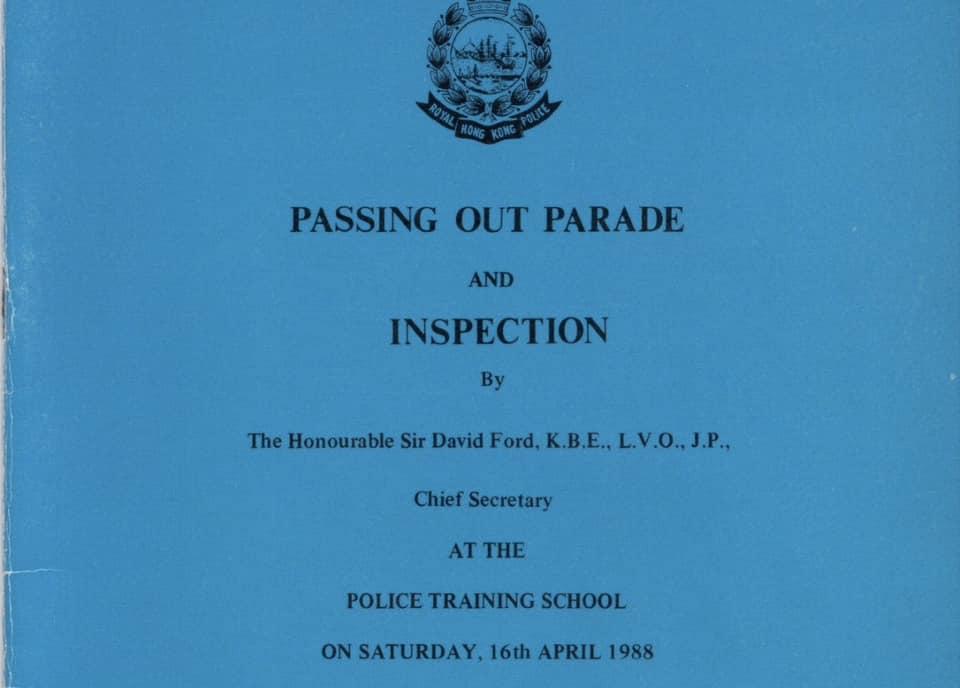 ROYAL HONG KONG POLICE
PASSING OUT PARADE
AND
INSPECTION
By
The Honourable Sir David Ford, K.B.E., L.V.O., J.P.,
Chief Secretary
AT THE
POLICE TRAINING SCHOOL
ON SATURDAY, 16th APRIL 1988